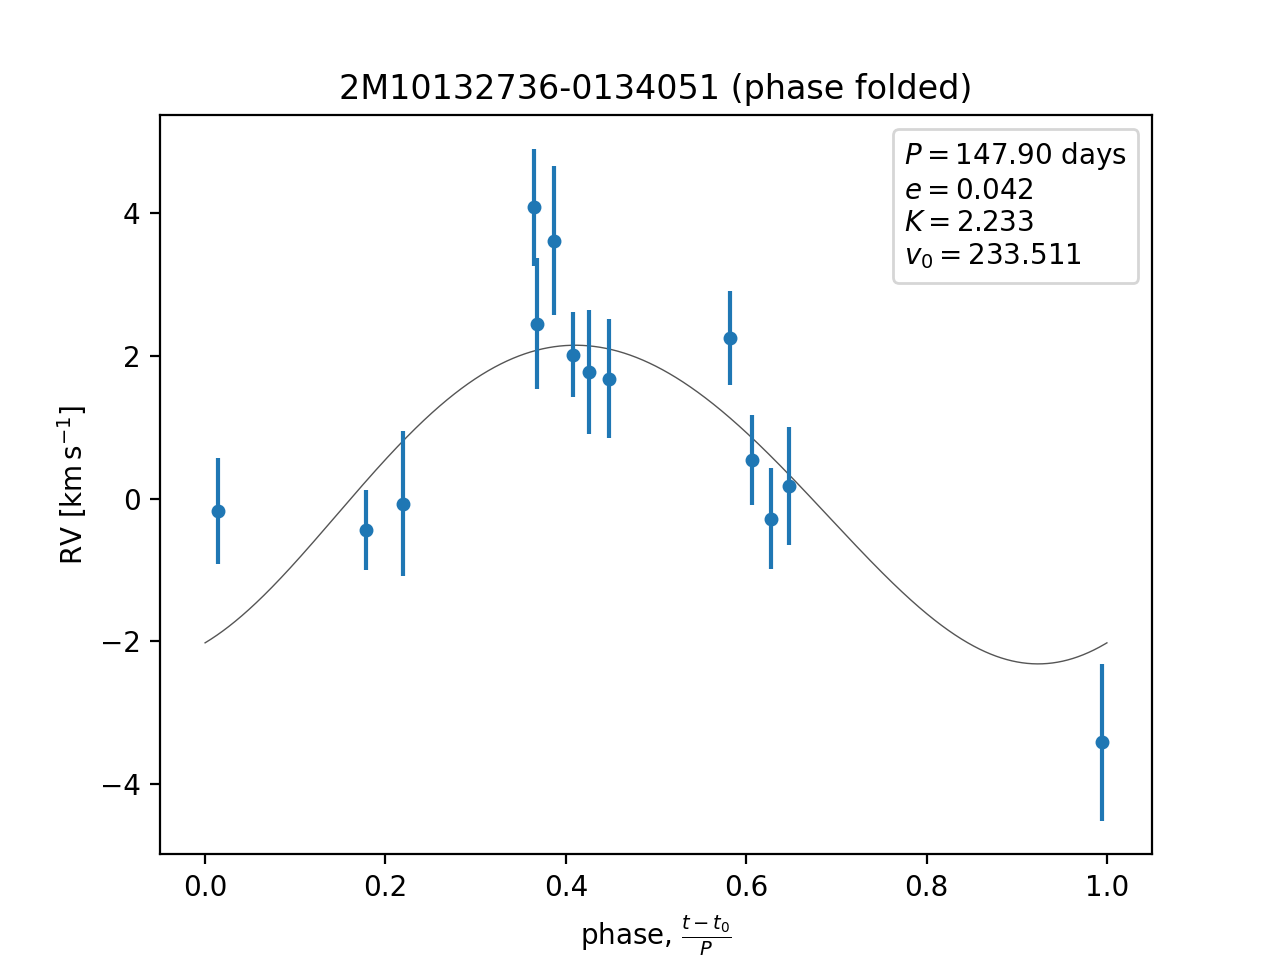 2M10132736-0134051 (phase folded)
P = 147.90 days
e = 0.042
K = 2.233
v₀ = 233.511
RV [km s⁻¹]
4
2
0
−2
−4
0.0 0.2 0.4 0.6 0.8 1.0
phase, (t − t₀)/P